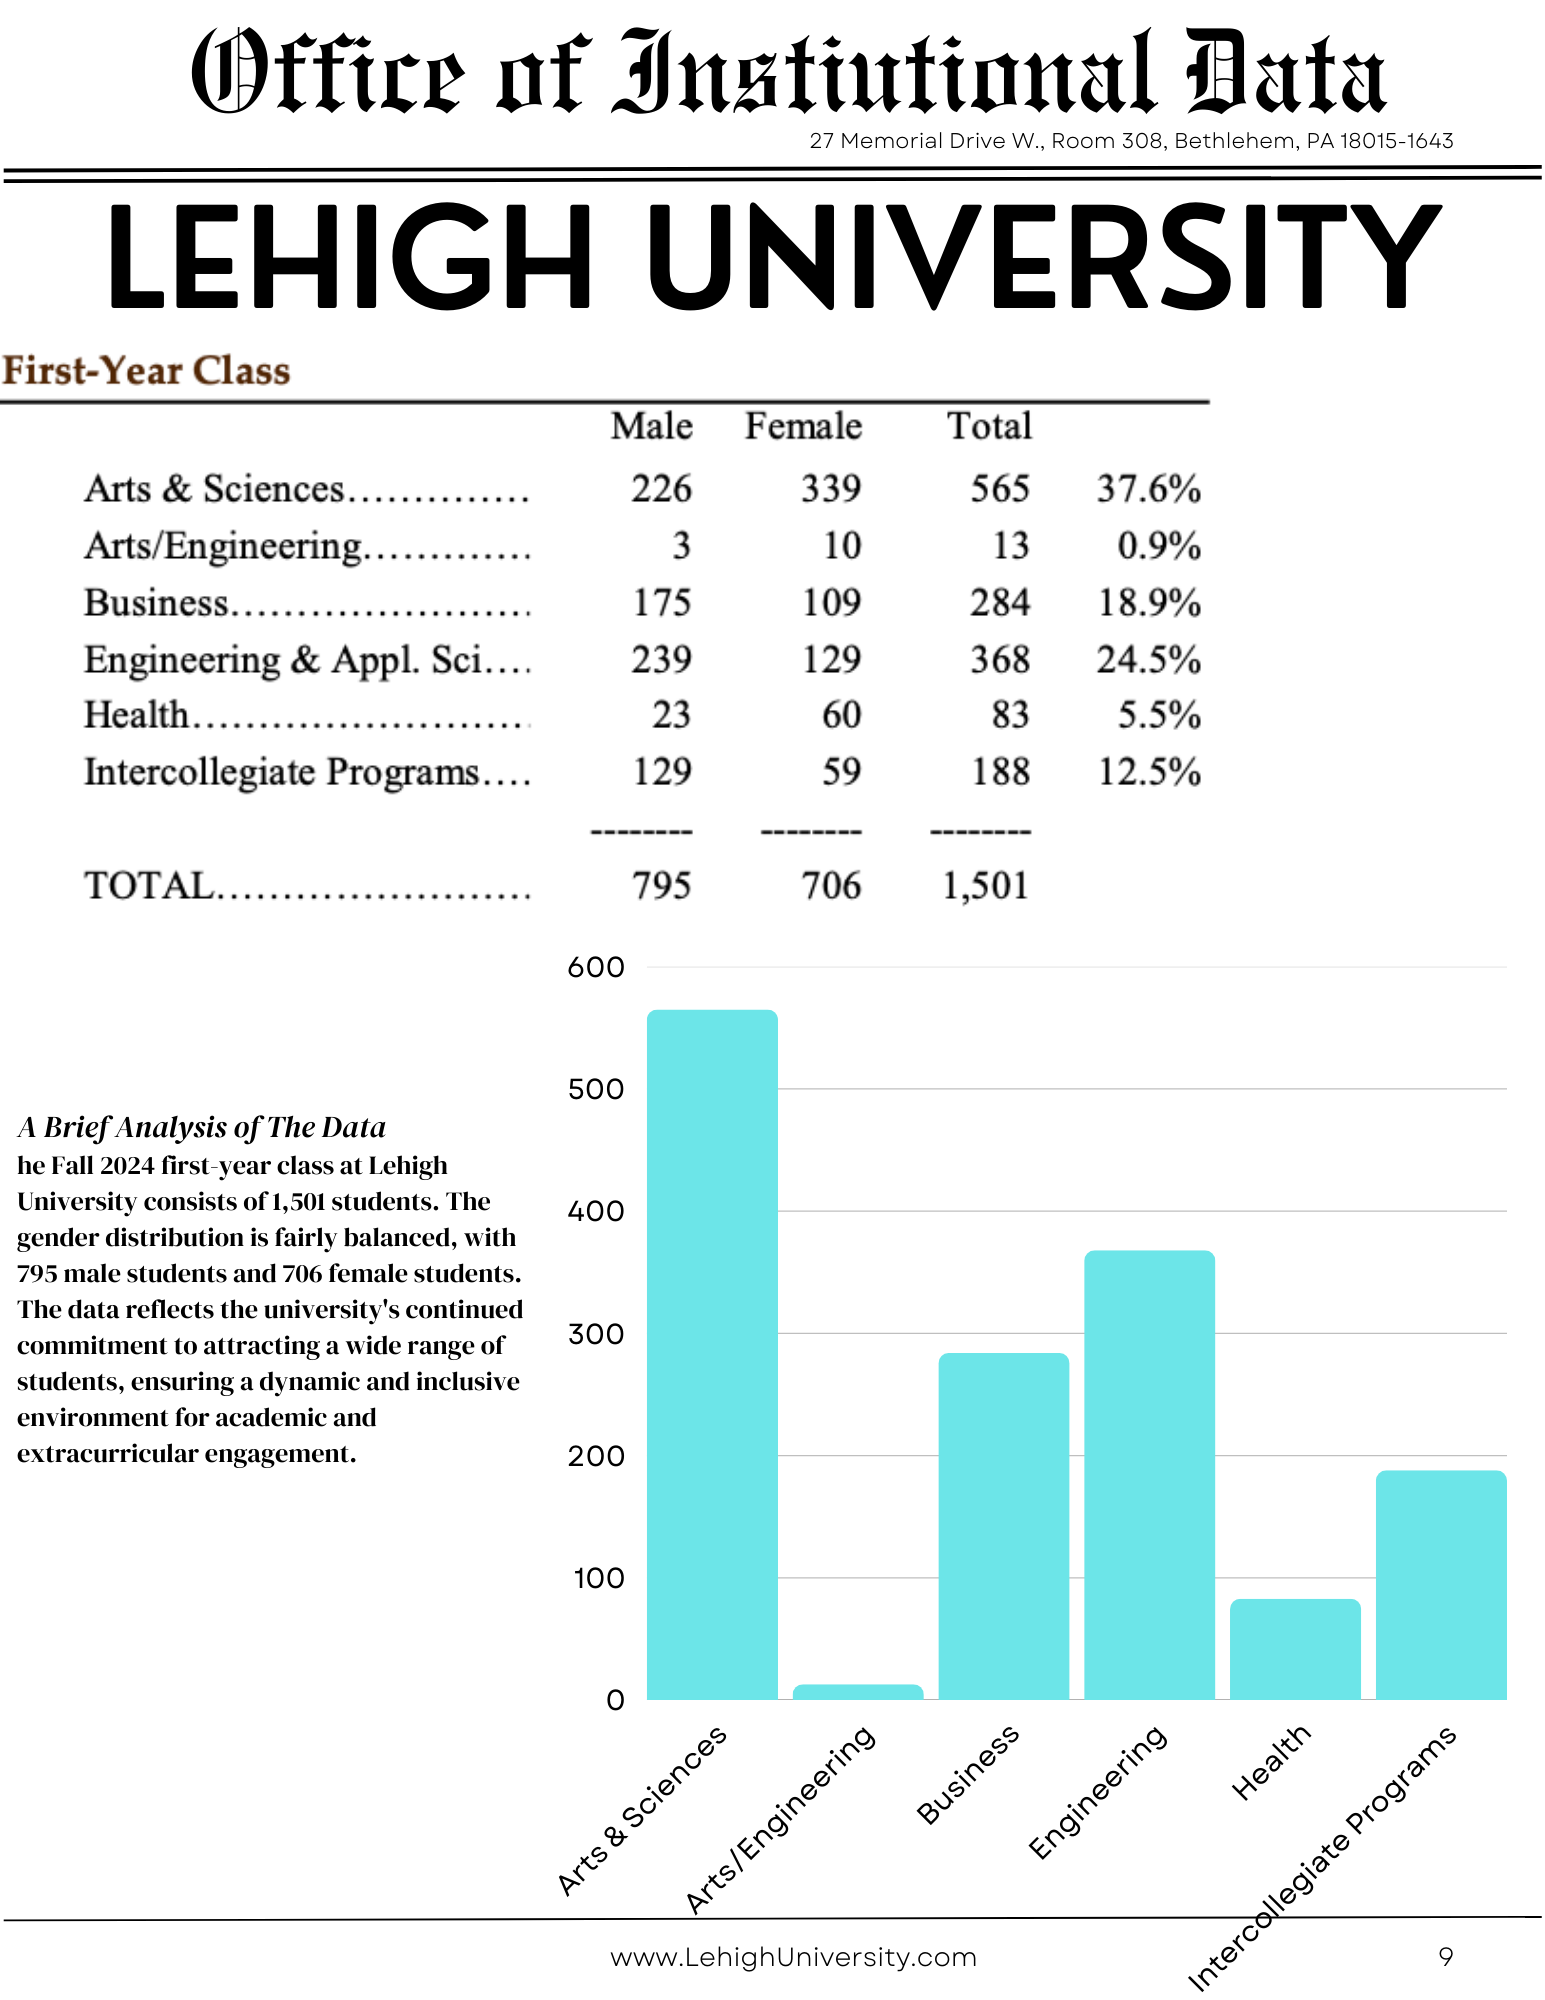 Office of Instiutional Data
27 Memorial Drive W., Room 308, Bethlehem, PA 18015-1643
LEHIGH UNIVERSITY
First-Year Class
Male Female Total
Arts & Sciences.............. 226 339 565 37.6%
Arts/Engineering............. 3 10 13 0.9%
Business....................... 175 109 284 18.9%
Engineering & Appl. Sci.... 239 129 368 24.5%
Health.......................... 23 60 83 5.5%
Intercollegiate Programs.... 129 59 188 12.5%
-------- -------- --------
TOTAL........................ 795 706 1,501
A Brief Analysis of The Data
he Fall 2024 first-year class at Lehigh
University consists of 1,501 students. The
gender distribution is fairly balanced, with
795 male students and 706 female students.
The data reflects the university's continued
commitment to attracting a wide range of
students, ensuring a dynamic and inclusive
environment for academic and
extracurricular engagement.
600
500
400
300
200
100
0
Arts & Sciences
Arts/Engineering
Business
Engineering
Health
Intercollegiate Programs
www.LehighUniversity.com
9